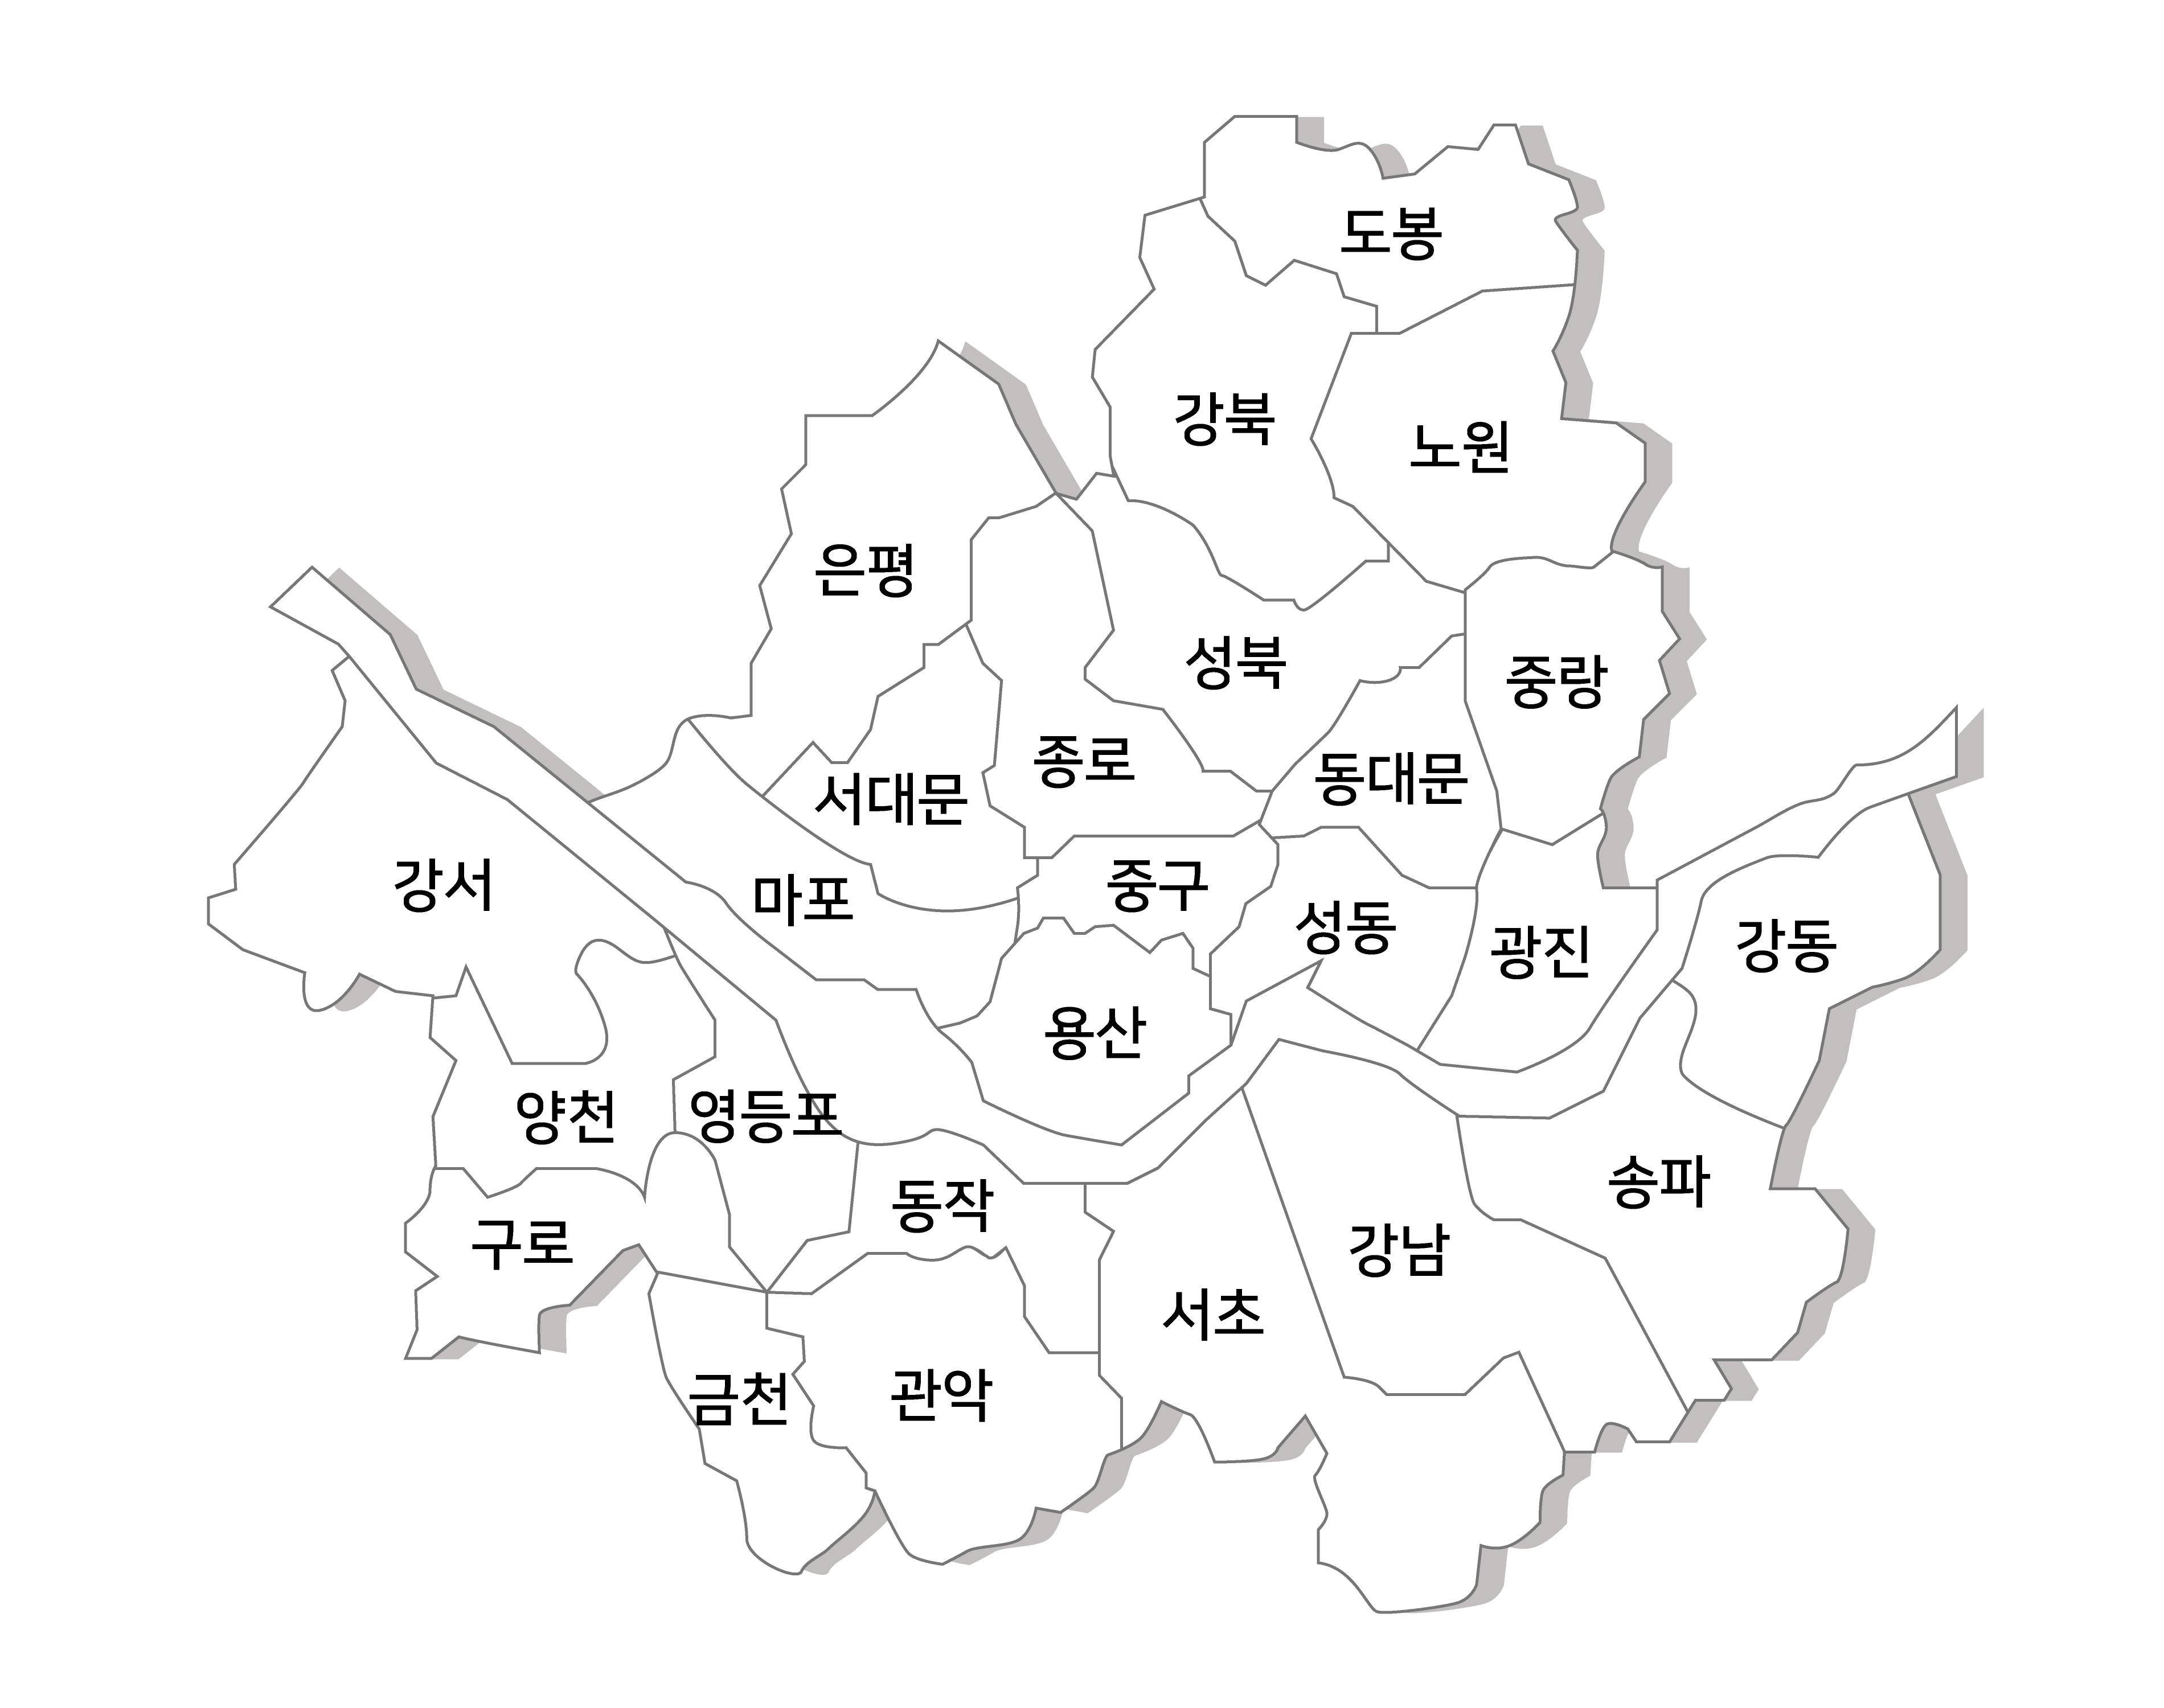 도봉
강북
노원
은평
성북
중랑
종로
동대문
서대문
강서
마포
중구
성동
광진
강동
용산
양천
영등포
송파
동작
구로
강남
서초
금천
관악